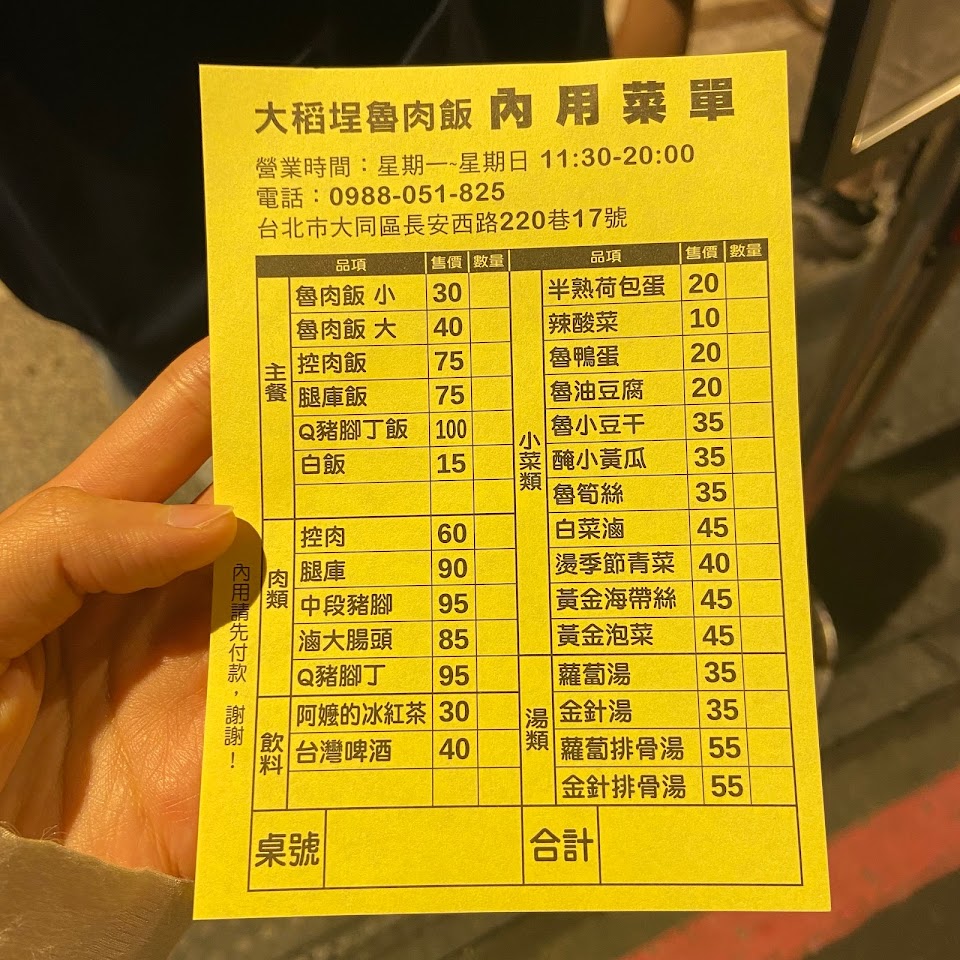 大稻埕魯肉飯 內用菜單
營業時間：星期一~星期日 11:30-20:00
電話：0988-051-825
台北市大同區長安西路220巷17號
品項 售價 數量
主餐
魯肉飯 小 30
魯肉飯 大 40
控肉飯 75
腿庫飯 75
Q豬腳丁飯 100
白飯 15
肉類
控肉 60
腿庫 90
中段豬腳 95
滷大腸頭 85
Q豬腳丁 95
飲料
阿嬤的冰紅茶 30
台灣啤酒 40
品項 售價 數量
小菜類
半熟荷包蛋 20
辣酸菜 10
魯鴨蛋 20
魯油豆腐 20
魯小豆干 35
醃小黃瓜 35
魯筍絲 35
白菜滷 45
燙季節青菜 40
黃金海帶絲 45
黃金泡菜 45
湯類
蘿蔔湯 35
金針湯 35
蘿蔔排骨湯 55
金針排骨湯 55
桌號 合計
內用請先付款，謝謝！